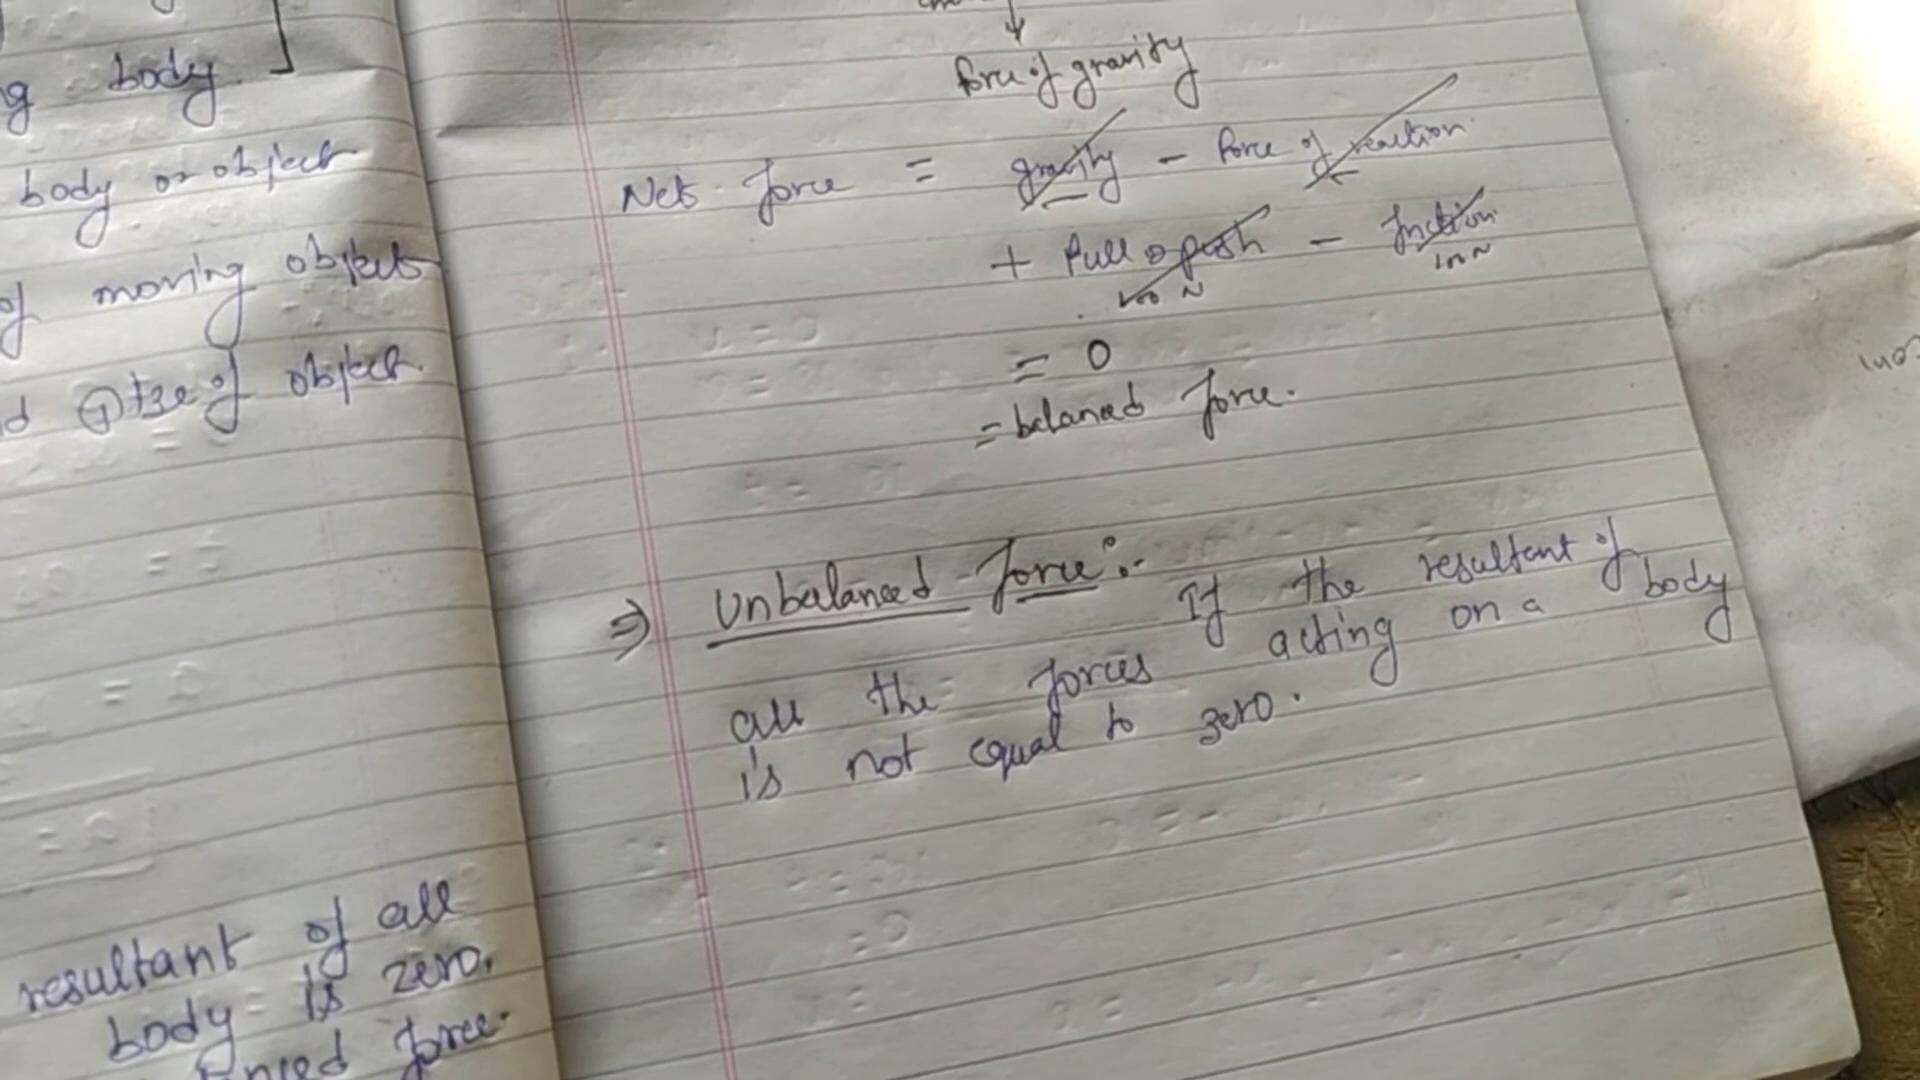 body
body or object
of moving object
size of object.
resultant of all
body is zero.
force.
force of gravity
Net force = gravity - force of reaction
+ Pull or push - friction
100 N
100 N
= 0
= balanced force.
⇒ Unbalanced force :- If the resultant of
all the forces acting on a body
is not equal to zero.